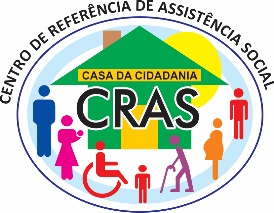 CENTRO DE REFERÊNCIA DE ASSISTÊNCIA SOCIAL
CASA DA CIDADANIA
CRAS